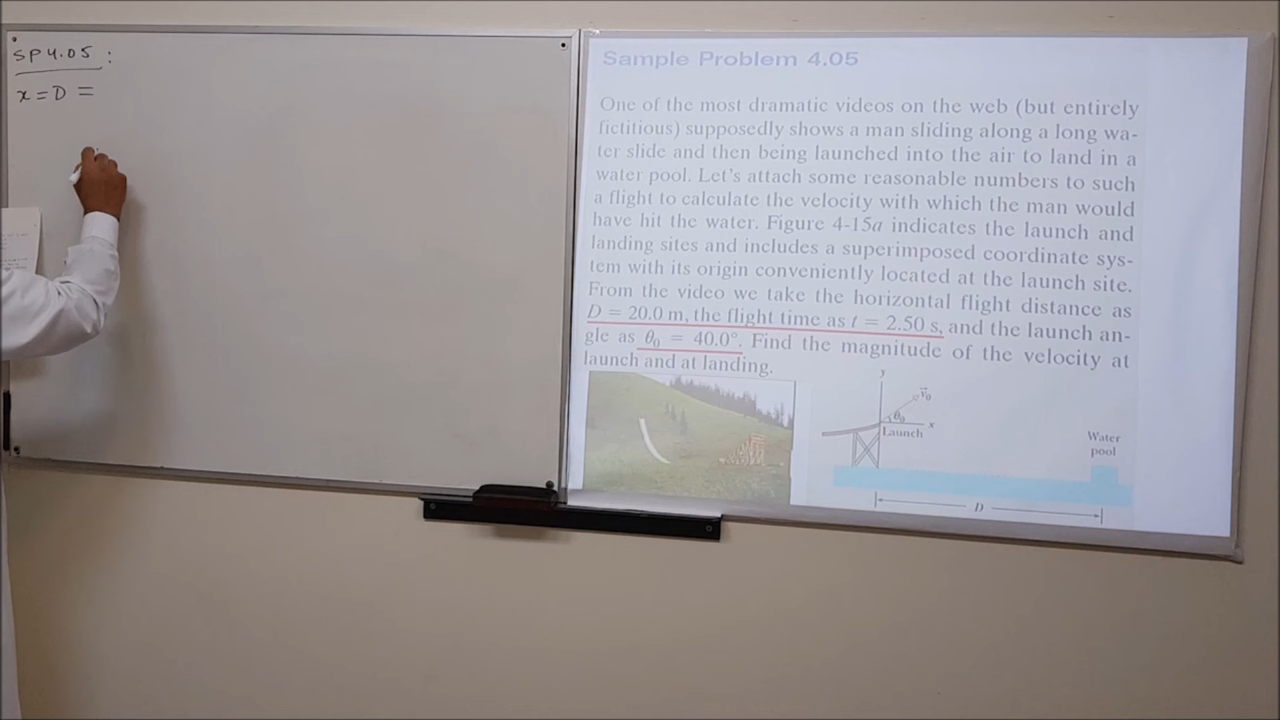 SP 4.05 :
x = D =
Sample Problem 4.05
One of the most dramatic videos on the web (but entirely
fictitious) supposedly shows a man sliding along a long wa-
ter slide and then being launched into the air to land in a
water pool. Let's attach some reasonable numbers to such
a flight to calculate the velocity with which the man would
have hit the water. Figure 4-15a indicates the launch and
landing sites and includes a superimposed coordinate sys-
tem with its origin conveniently located at the launch site.
From the video we take the horizontal flight distance as
D = 20.0 m, the flight time as t = 2.50 s, and the launch an-
gle as θ₀ = 40.0°. Find the magnitude of the velocity at
launch and at landing.
y
v⃗₀
θ₀
x
Launch
Water
pool
D